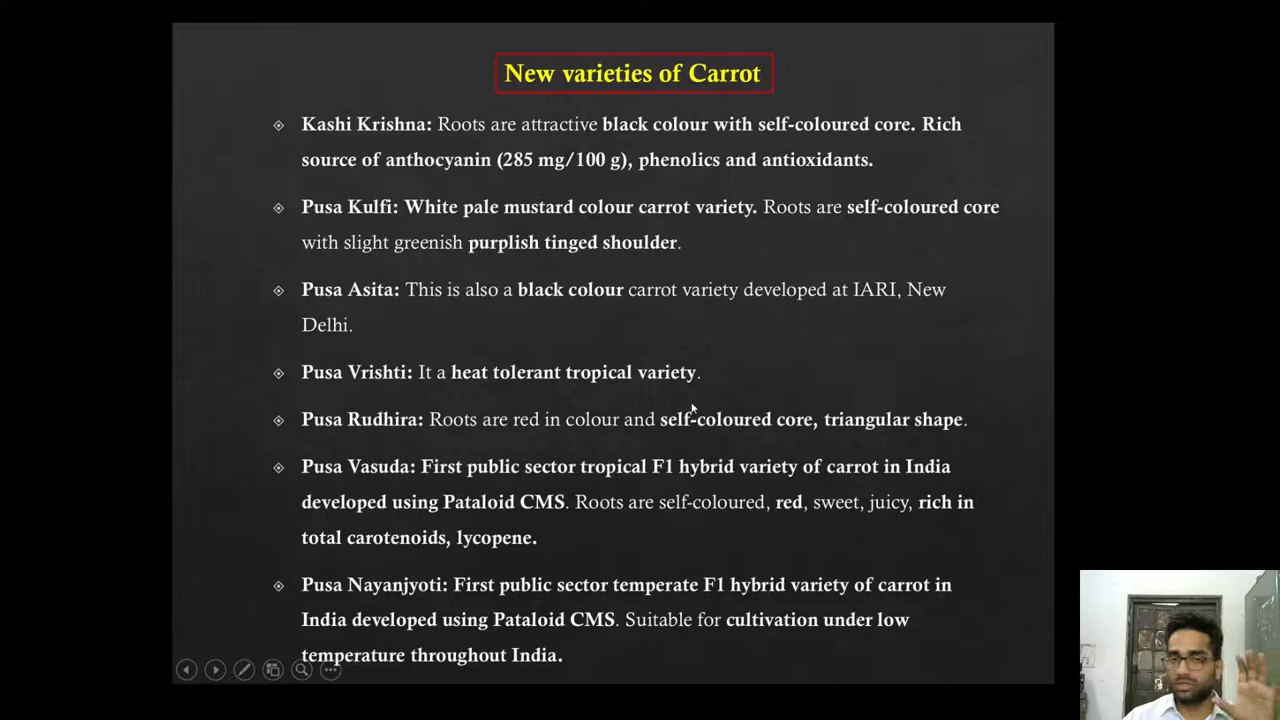 New varieties of Carrot
Kashi Krishna: Roots are attractive black colour with self-coloured core. Rich
source of anthocyanin (285 mg/100 g), phenolics and antioxidants.
Pusa Kulfi: White pale mustard colour carrot variety. Roots are self-coloured core
with slight greenish purplish tinged shoulder.
Pusa Asita: This is also a black colour carrot variety developed at IARI, New
Delhi.
Pusa Vrishti: It a heat tolerant tropical variety.
Pusa Rudhira: Roots are red in colour and self-coloured core, triangular shape.
Pusa Vasuda: First public sector tropical F1 hybrid variety of carrot in India
developed using Pataloid CMS. Roots are self-coloured, red, sweet, juicy, rich in
total carotenoids, lycopene.
Pusa Nayanjyoti: First public sector temperate F1 hybrid variety of carrot in
India developed using Pataloid CMS. Suitable for cultivation under low
temperature throughout India.